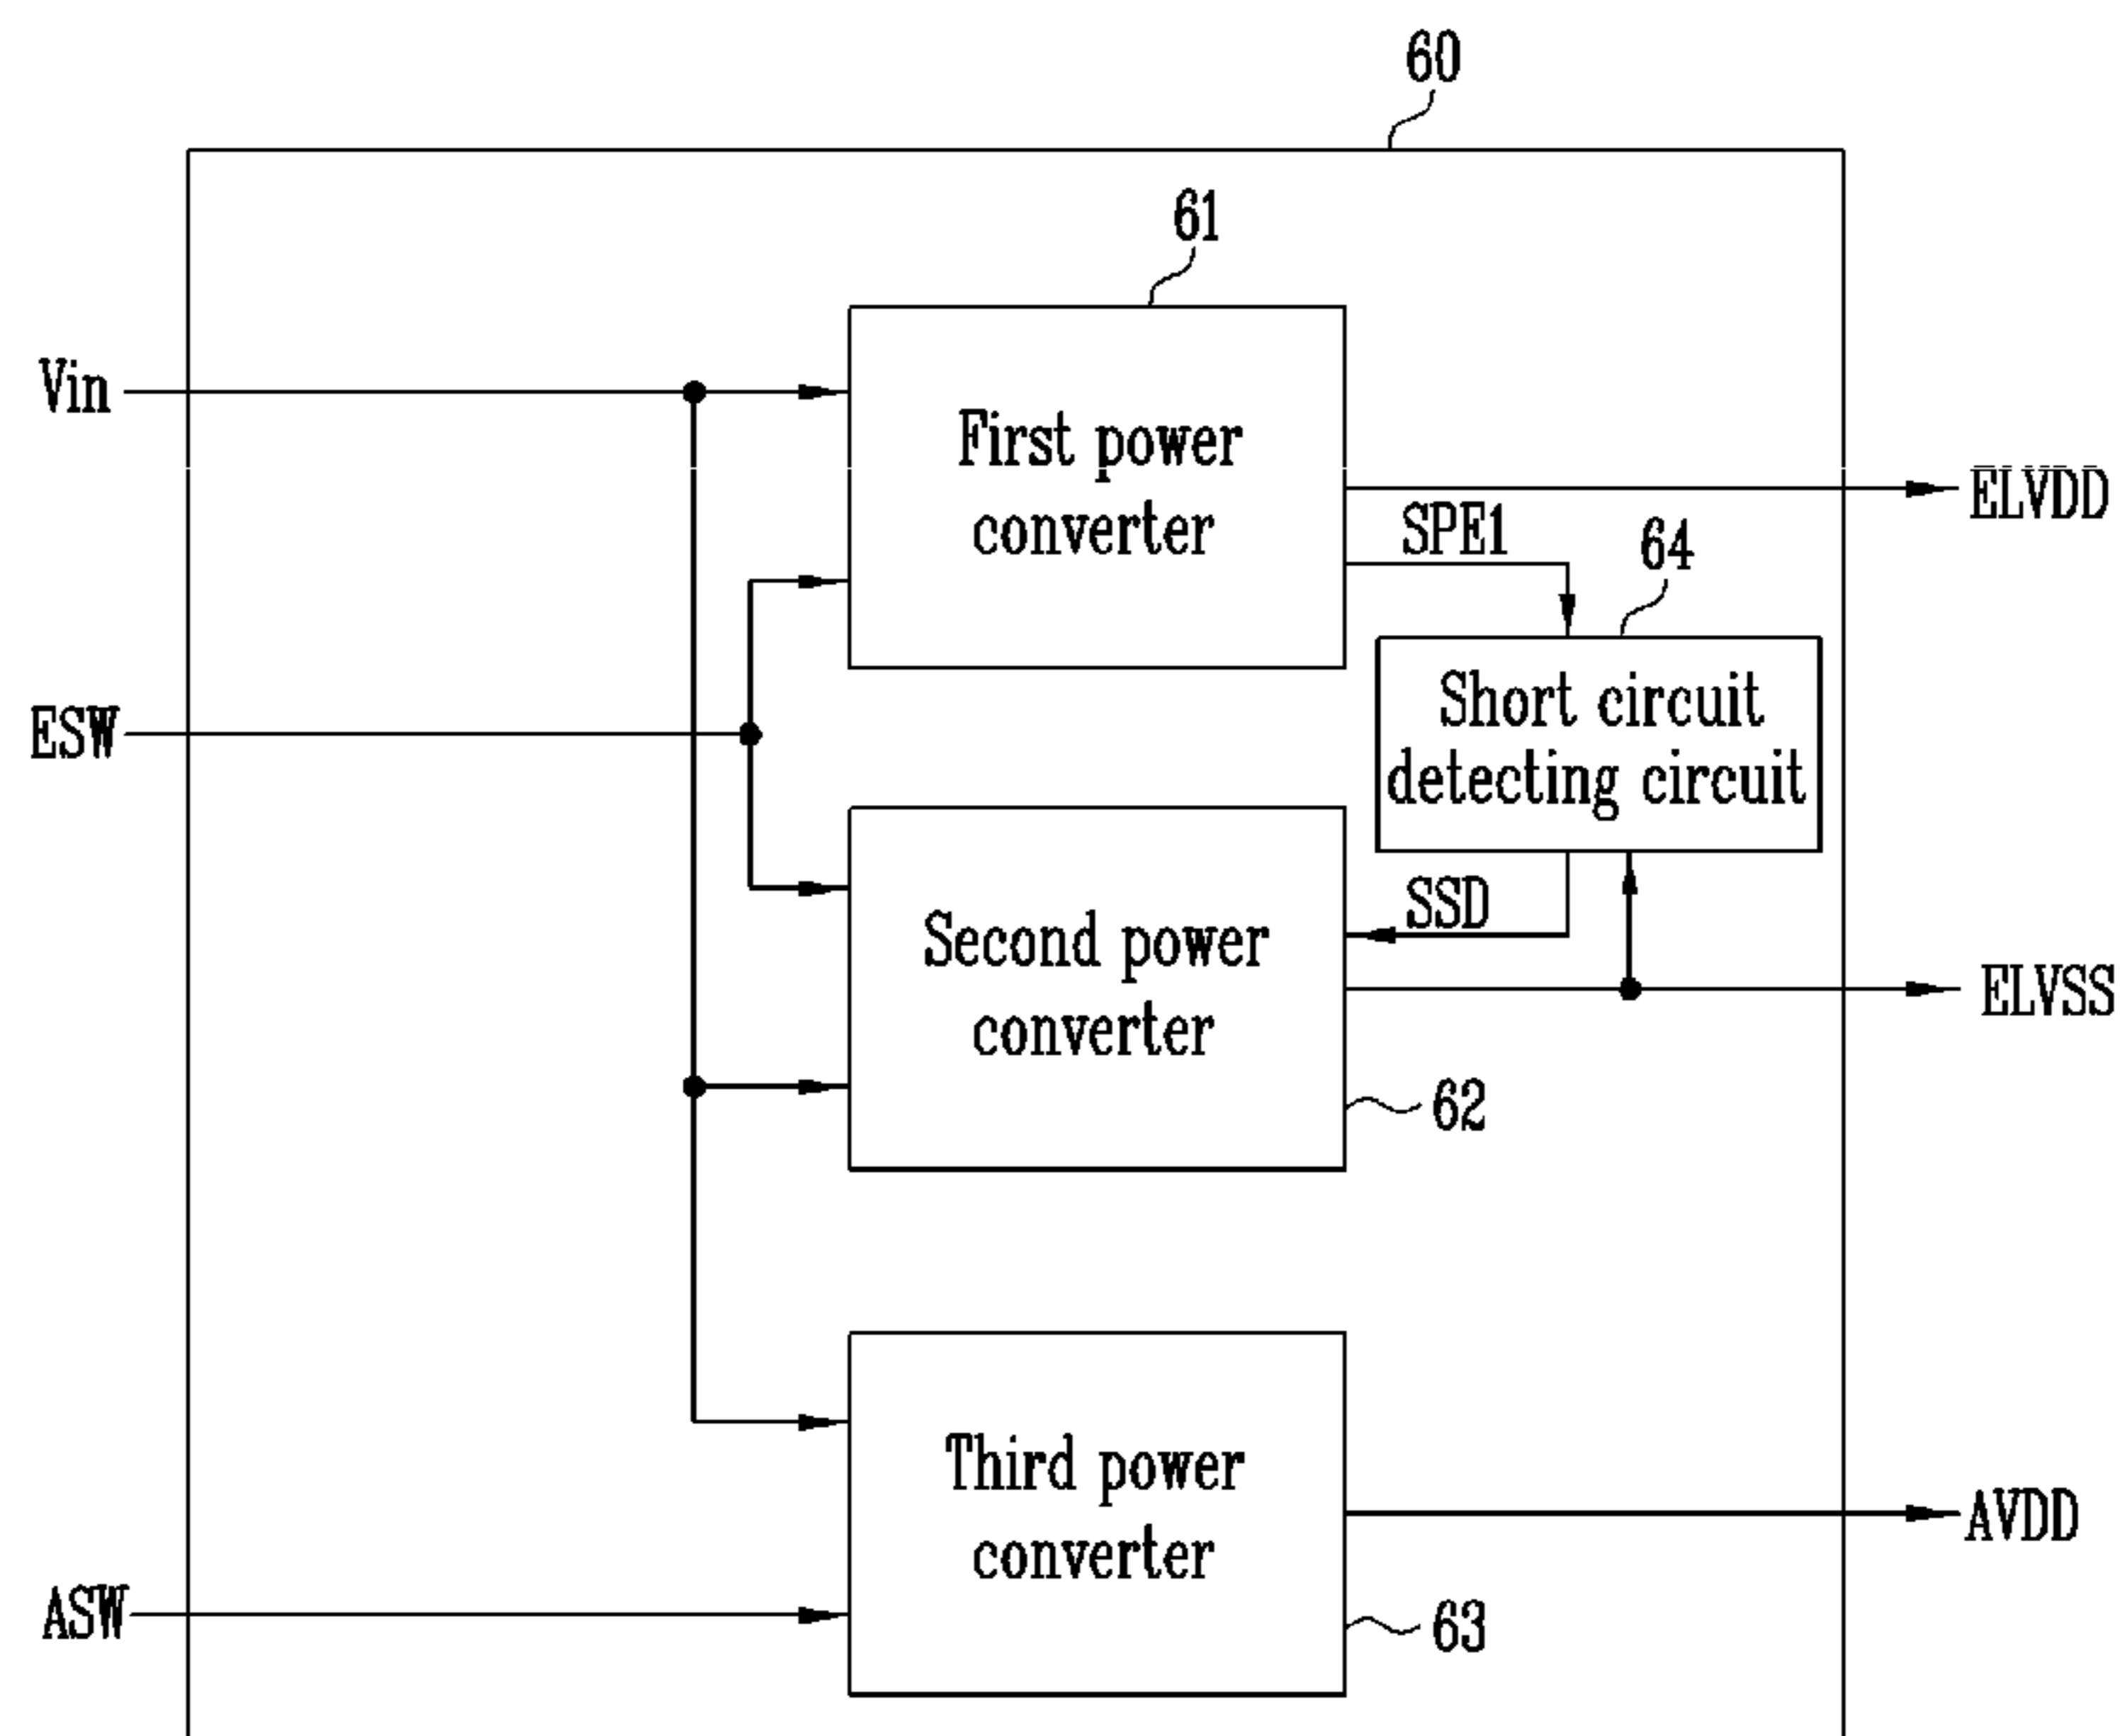 60
61
Vin
First power
converter
ELVDD
SPE1
64
ESW
Short circuit
detecting circuit
SSD
Second power
converter
ELVSS
62
Third power
converter
AVDD
ASW
63